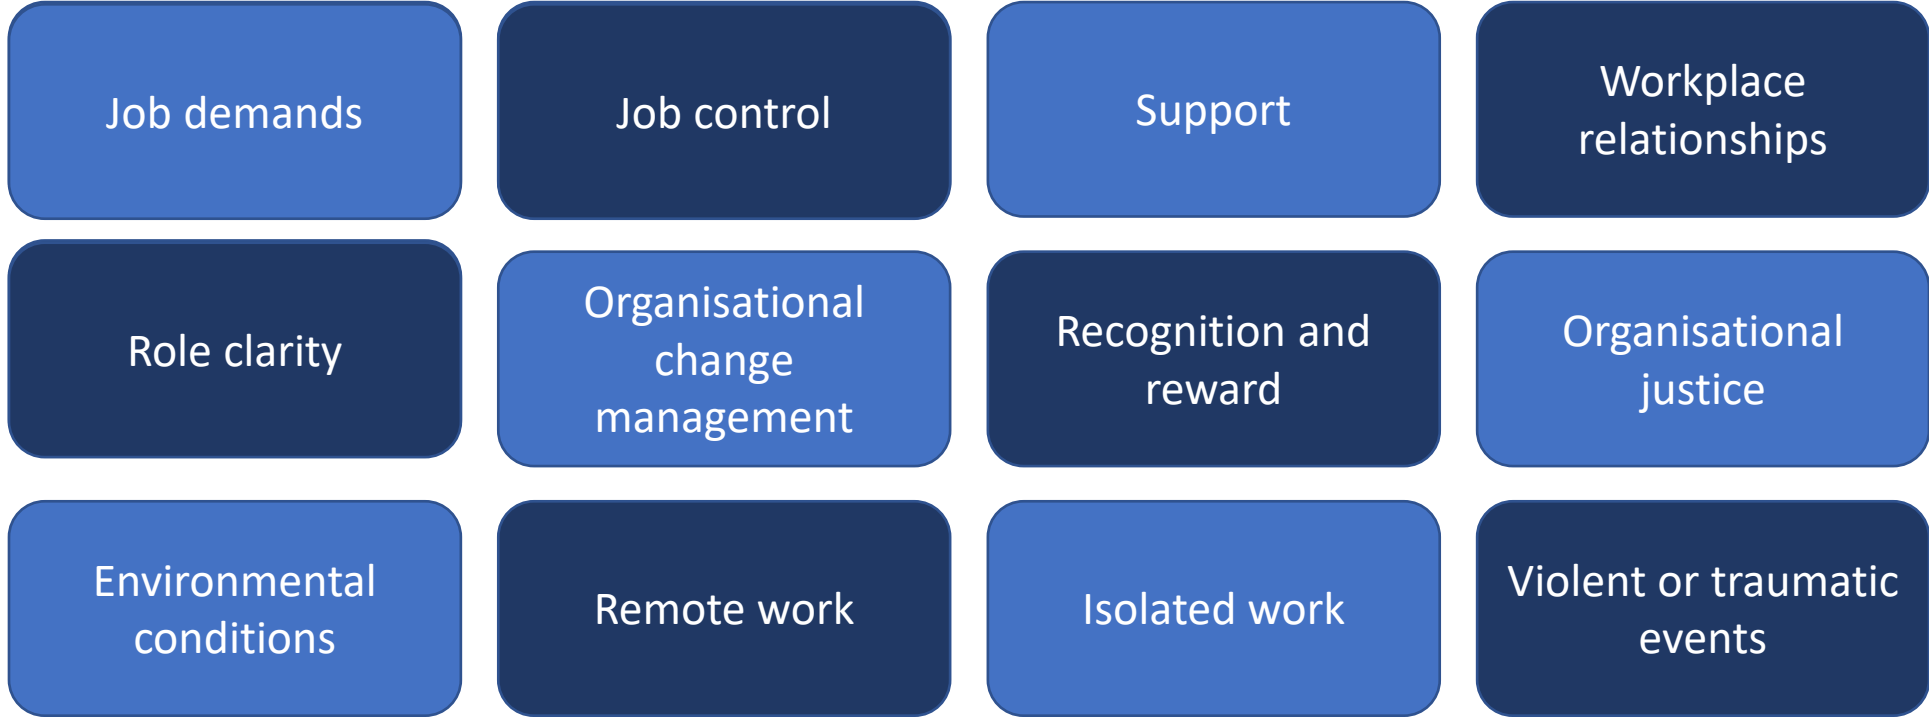 Job demands
Job control
Support
Workplace
relationships
Role clarity
Organisational
change
management
Recognition and
reward
Organisational
justice
Environmental
conditions
Remote work
Isolated work
Violent or traumatic
events